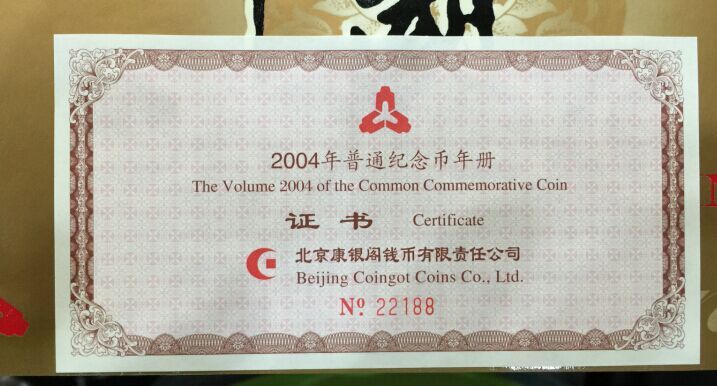 2004年普通纪念币年册
The Volume 2004 of the Common Commemorative Coin
证书 Certificate
北京康银阁钱币有限责任公司
Beijing Coingot Coins Co., Ltd.
Nº 22188